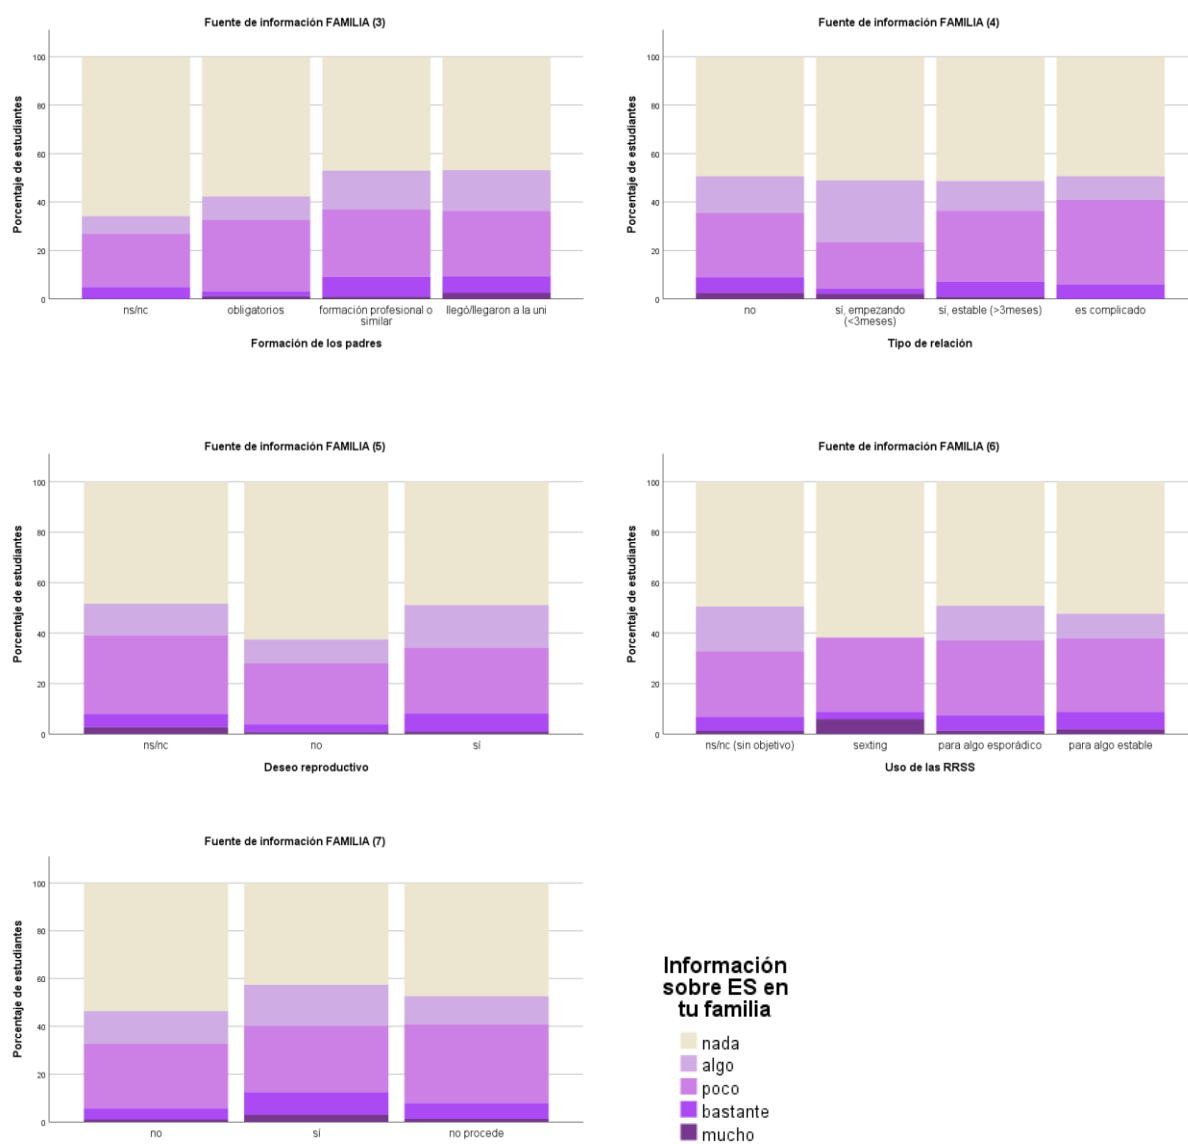 Fuente de información FAMILIA (3)
Porcentaje de estudiantes
100
80
60
40
20
0
ns/nc
obligatorios
formación profesional o
similar
llegó/llegaron a la uni
Formación de los padres
Fuente de información FAMILIA (4)
Porcentaje de estudiantes
100
80
60
40
20
0
no
sí, empezando
(<3meses)
sí, estable (>3meses)
es complicado
Tipo de relación
Fuente de información FAMILIA (5)
Porcentaje de estudiantes
100
80
60
40
20
0
ns/nc
no
sí
Deseo reproductivo
Fuente de información FAMILIA (6)
Porcentaje de estudiantes
100
80
60
40
20
0
ns/nc (sin objetivo)
sexting
para algo esporádico
para algo estable
Uso de las RRSS
Fuente de información FAMILIA (7)
Porcentaje de estudiantes
100
80
60
40
20
0
no
sí
no procede
Información
sobre ES en
tu familia
nada
algo
poco
bastante
mucho